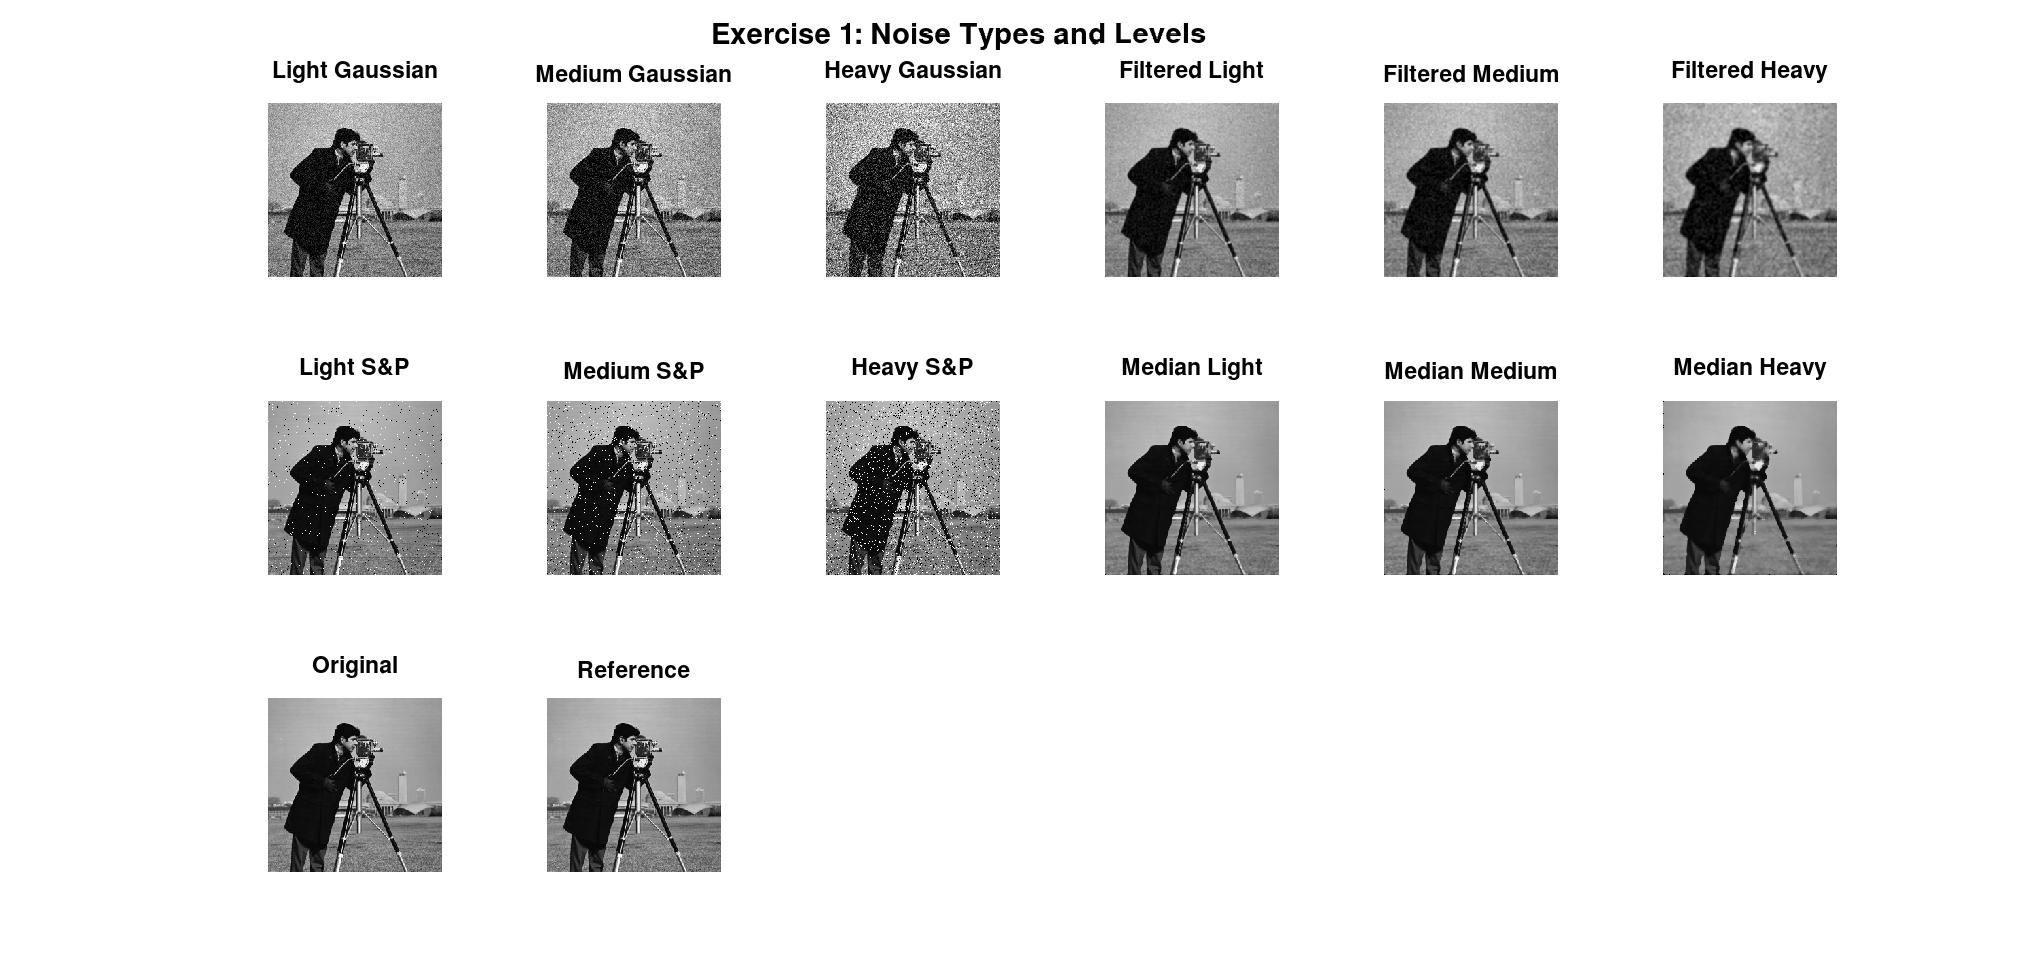 Exercise 1: Noise Types and Levels
Light Gaussian
Medium Gaussian
Heavy Gaussian
Filtered Light
Filtered Medium
Filtered Heavy
Light S&P
Medium S&P
Heavy S&P
Median Light
Median Medium
Median Heavy
Original
Reference